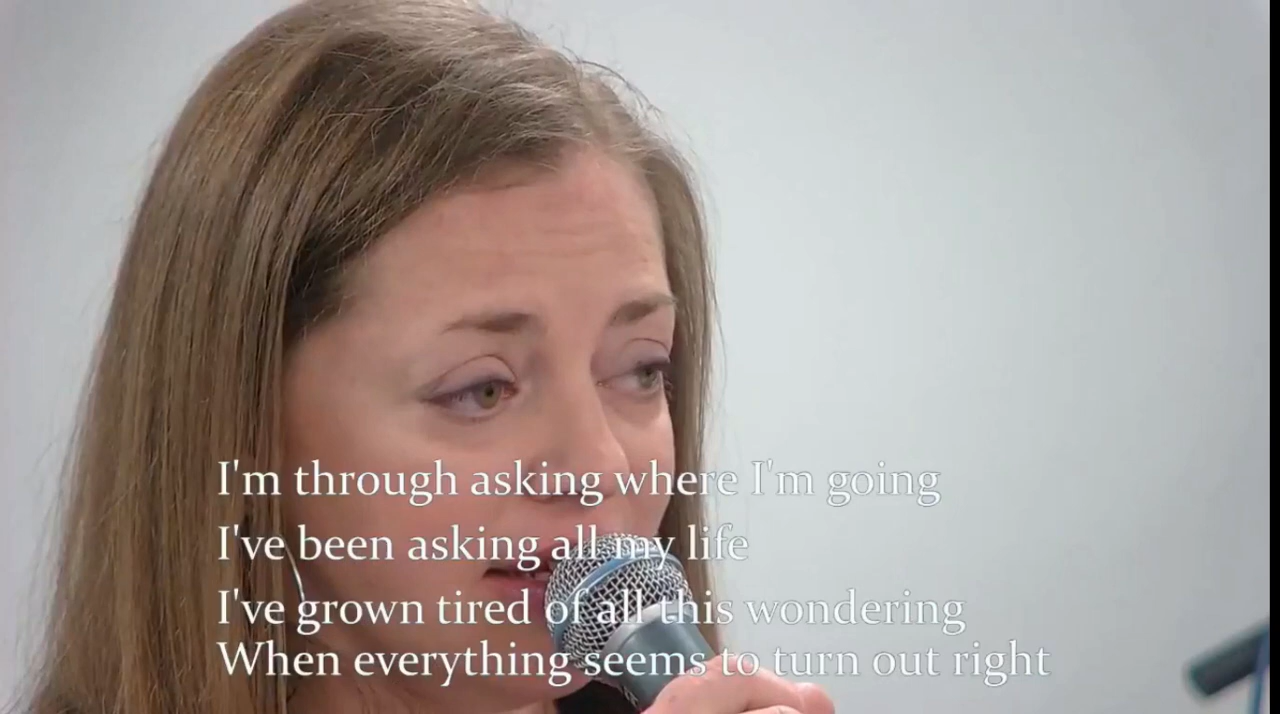 I'm through asking where I'm going
I've been asking all my life
I've grown tired of all this wondering
When everything seems to turn out right